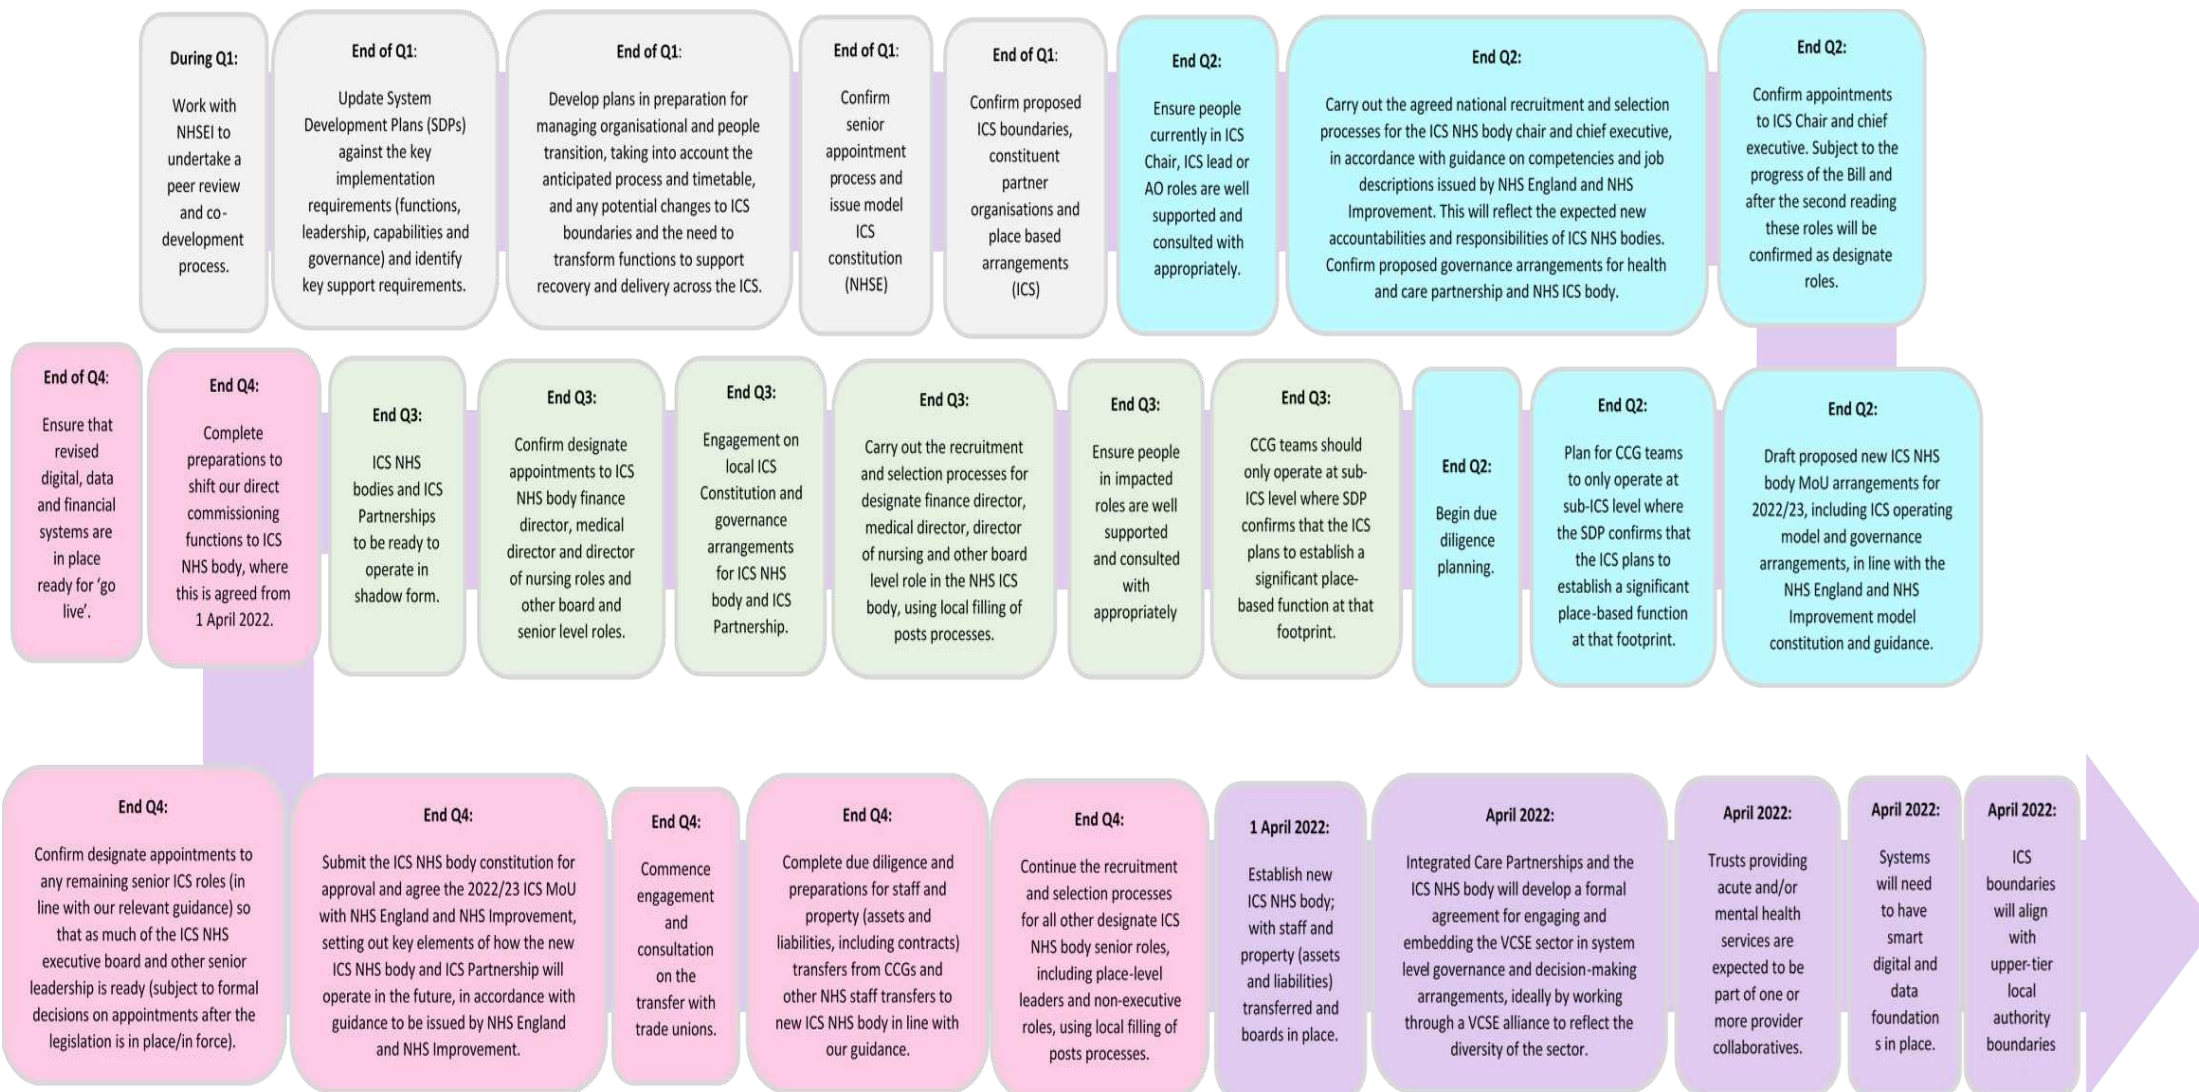 During Q1:
Work with
NHSEI to
undertake a
peer review
and co-
development
process.
End of Q1:
Update System
Development Plans (SDPs)
against the key
implementation
requirements (functions,
leadership, capabilities and
governance) and identify
key support requirements.
End of Q1:
Develop plans in preparation for
managing organisational and people
transition, taking into account the
anticipated process and timetable,
and any potential changes to ICS
boundaries and the need to
transform functions to support
recovery and delivery across the ICS.
End of Q1:
Confirm
senior
appointment
process and
issue model
ICS
constitution
(NHSE)
End of Q1:
Confirm proposed
ICS boundaries,
constituent
partner
organisations and
place based
arrangements
(ICS)
End Q2:
Ensure people
currently in ICS
Chair, ICS lead or
AO roles are well
supported and
consulted with
appropriately.
End Q2:
Carry out the agreed national recruitment and selection
processes for the ICS NHS body chair and chief executive,
in accordance with guidance on competencies and job
descriptions issued by NHS England and NHS
Improvement. This will reflect the expected new
accountabilities and responsibilities of ICS NHS bodies.
Confirm proposed governance arrangements for health
and care partnership and NHS ICS body.
End Q2:
Confirm appointments
to ICS Chair and chief
executive. Subject to the
progress of the Bill and
after the second reading
these roles will be
confirmed as designate
roles.
End Q2:
Draft proposed new ICS NHS
body MoU arrangements for
2022/23, including ICS operating
model and governance
arrangements, in line with the
NHS England and NHS
Improvement model
constitution and guidance.
End Q2:
Plan for CCG teams
to only operate at
sub-ICS level where
the SDP confirms that
the ICS plans to
establish a significant
place-based function
at that footprint.
End Q2:
Begin due
diligence
planning.
End Q3:
CCG teams should
only operate at sub-
ICS level where SDP
confirms that the ICS
plans to establish a
significant place-
based function at that
footprint.
End Q3:
Ensure people
in impacted
roles are well
supported
and consulted
with
appropriately
End Q3:
Carry out the recruitment
and selection processes for
designate finance director,
medical director, director
of nursing and other board
level role in the NHS ICS
body, using local filling of
posts processes.
End Q3:
Engagement on
local ICS
Constitution and
governance
arrangements
for ICS NHS
body and ICS
Partnership.
End Q3:
Confirm designate
appointments to ICS
NHS body finance
director, medical
director and director
of nursing roles and
other board and
senior level roles.
End Q3:
ICS NHS
bodies and ICS
Partnerships
to be ready to
operate in
shadow form.
End Q4:
Complete
preparations to
shift our direct
commissioning
functions to ICS
NHS body, where
this is agreed from
1 April 2022.
End of Q4:
Ensure that
revised
digital, data
and financial
systems are
in place
ready for 'go
live'.
End Q4:
Confirm designate appointments to
any remaining senior ICS roles (in
line with our relevant guidance) so
that as much of the ICS NHS
executive board and other senior
leadership is ready (subject to formal
decisions on appointments after the
legislation is in place/in force).
End Q4:
Submit the ICS NHS body constitution for
approval and agree the 2022/23 ICS MoU
with NHS England and NHS Improvement,
setting out key elements of how the new
ICS NHS body and ICS Partnership will
operate in the future, in accordance with
guidance to be issued by NHS England
and NHS Improvement.
End Q4:
Commence
engagement
and
consultation
on the
transfer with
trade unions.
End Q4:
Complete due diligence and
preparations for staff and
property (assets and
liabilities, including contracts)
transfers from CCGs and
other NHS staff transfers to
new ICS NHS body in line with
our guidance.
End Q4:
Continue the recruitment
and selection processes
for all other designate ICS
NHS body senior roles,
including place-level
leaders and non-executive
roles, using local filling of
posts processes.
1 April 2022:
Establish new
ICS NHS body;
with staff and
property (assets
and liabilities)
transferred and
boards in place.
April 2022:
Integrated Care Partnerships and the
ICS NHS body will develop a formal
agreement for engaging and
embedding the VCSE sector in system
level governance and decision-making
arrangements, ideally by working
through a VCSE alliance to reflect the
diversity of the sector.
April 2022:
Trusts providing
acute and/or
mental health
services are
expected to be
part of one or
more provider
collaboratives.
April 2022:
Systems
will need
to have
smart
digital and
data
foundation
s in place.
April 2022:
ICS
boundaries
will align
with
upper-tier
local
authority
boundaries